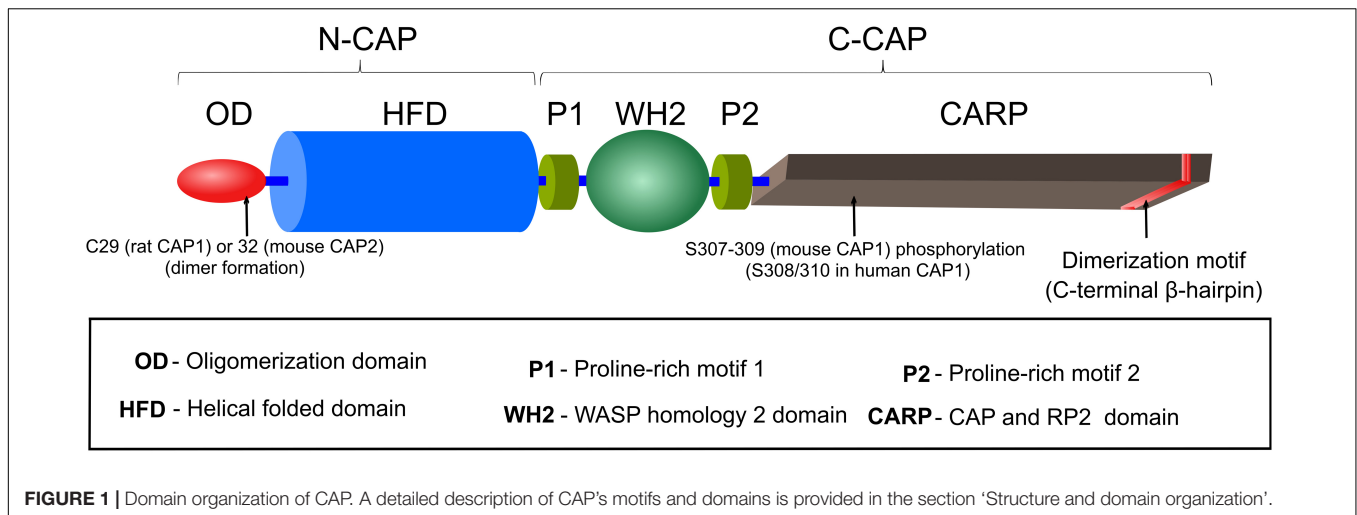 N-CAP C-CAP
OD HFD P1 WH2 P2 CARP
C29 (rat CAP1) or 32 (mouse CAP2)
(dimer formation)
S307-309 (mouse CAP1) phosphorylation
(S308/310 in human CAP1)
Dimerization motif
(C-terminal β-hairpin)
OD - Oligomerization domain
HFD - Helical folded domain
P1 - Proline-rich motif 1
WH2 - WASP homology 2 domain
P2 - Proline-rich motif 2
CARP - CAP and RP2 domain
FIGURE 1 | Domain organization of CAP. A detailed description of CAP's motifs and domains is provided in the section ‘Structure and domain organization’.